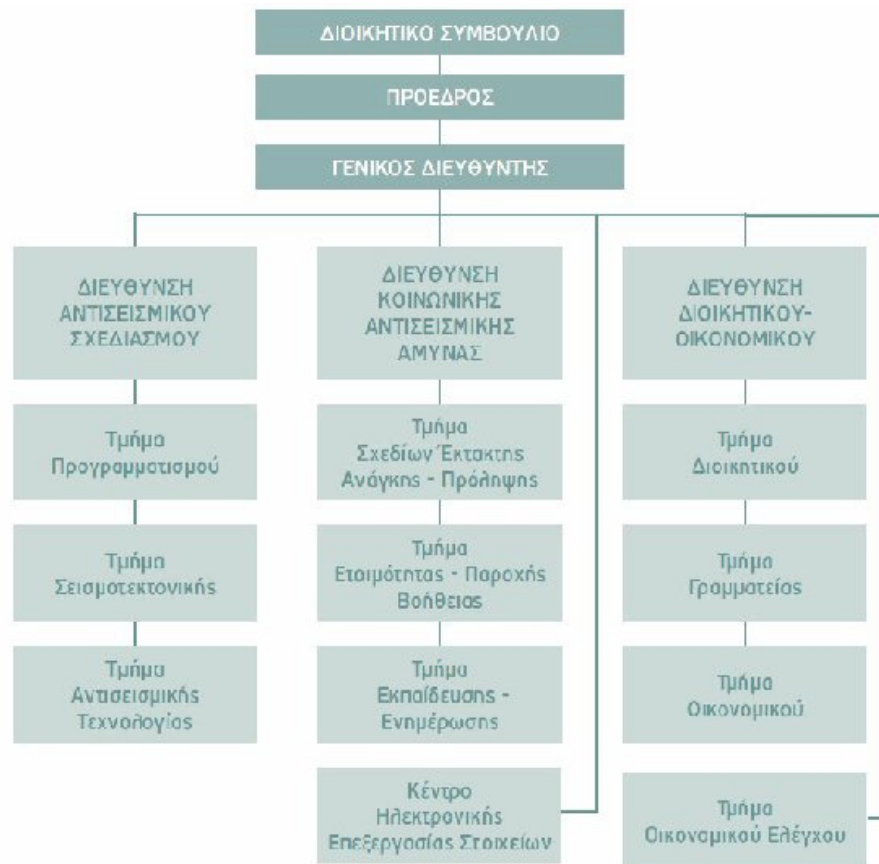 ΔΙΟΙΚΗΤΙΚΟ ΣΥΜΒΟΥΛΙΟ
ΠΡΟΕΔΡΟΣ
ΓΕΝΙΚΟΣ ΔΙΕΥΘΥΝΤΗΣ
ΔΙΕΥΘΥΝΣΗ
ΑΝΤΙΣΕΙΣΜΙΚΟΥ
ΣΧΕΔΙΑΣΜΟΥ
Τμήμα
Προγραμματισμού
Τμήμα
Σεισμοτεκτονικής
Τμήμα
Αντισεισμικής
Τεχνολογίας
ΔΙΕΥΘΥΝΣΗ
ΚΟΙΝΩΝΙΚΗΣ
ΑΝΤΙΣΕΙΣΜΙΚΗΣ
ΑΜΥΝΑΣ
Τμήμα
Σχεδίων Έκτακτης
Ανάγκης - Πρόληψης
Τμήμα
Ετοιμότητας - Παροχής
Βοήθειας
Τμήμα
Εκπαίδευσης -
Ενημέρωσης
Κέντρο
Ηλεκτρονικής
Επεξεργασίας Στοιχείων
ΔΙΕΥΘΥΝΣΗ
ΔΙΟΙΚΗΤΙΚΟΥ-
ΟΙΚΟΝΟΜΙΚΟΥ
Τμήμα
Διοικητικού
Τμήμα
Γραμματείας
Τμήμα
Οικονομικού
Τμήμα
Οικονομικού Ελέγχου